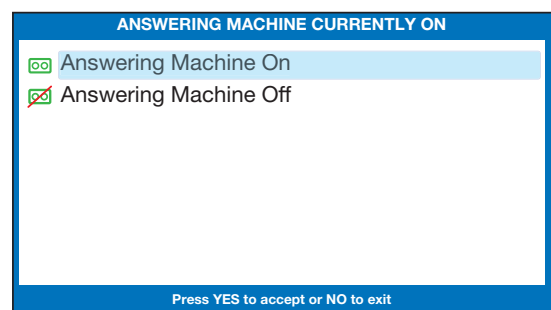 ANSWERING MACHINE CURRENTLY ON
Answering Machine On
Answering Machine Off
Press YES to accept or NO to exit